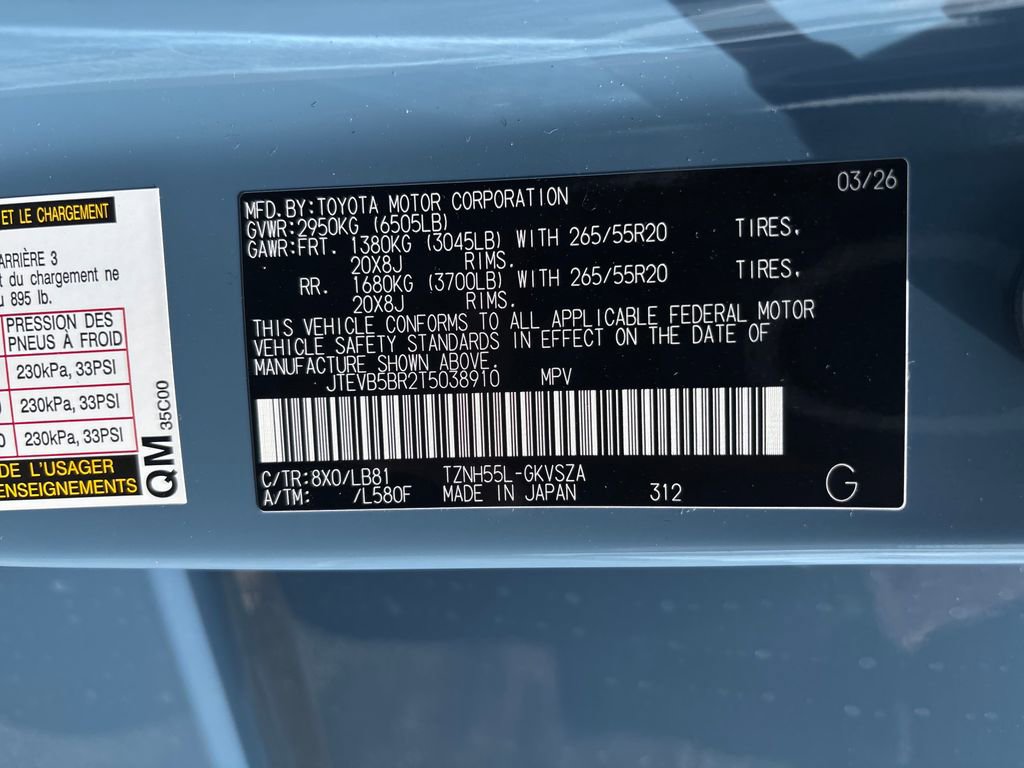 ET LE CHARGEMENT
ARRIÈRE 3
du chargement ne
895 lb.
PRESSION DES
PNEUS À FROID
230kPa, 33PSI
230kPa, 33PSI
0 230kPa, 33PSI
DE L'USAGER
ENSEIGNEMENTS
QM 35C00
03/26
MFD.BY:TOYOTA MOTOR CORPORATION
GVWR:2950KG (6505LB)
GAWR:FRT. 1380KG (3045LB) WITH 265/55R20 TIRES.
20X8J RIMS.
RR. 1680KG (3700LB) WITH 265/55R20 TIRES.
20X8J RIMS.
THIS VEHICLE CONFORMS TO ALL APPLICABLE FEDERAL MOTOR
VEHICLE SAFETY STANDARDS IN EFFECT ON THE DATE OF
MANUFACTURE SHOWN ABOVE.
JTEVB5BR2T5038910 MPV
C/TR:8X0/LB81 TZNH55L-GKVSZA
A/TM: /L580F MADE IN JAPAN 312 G